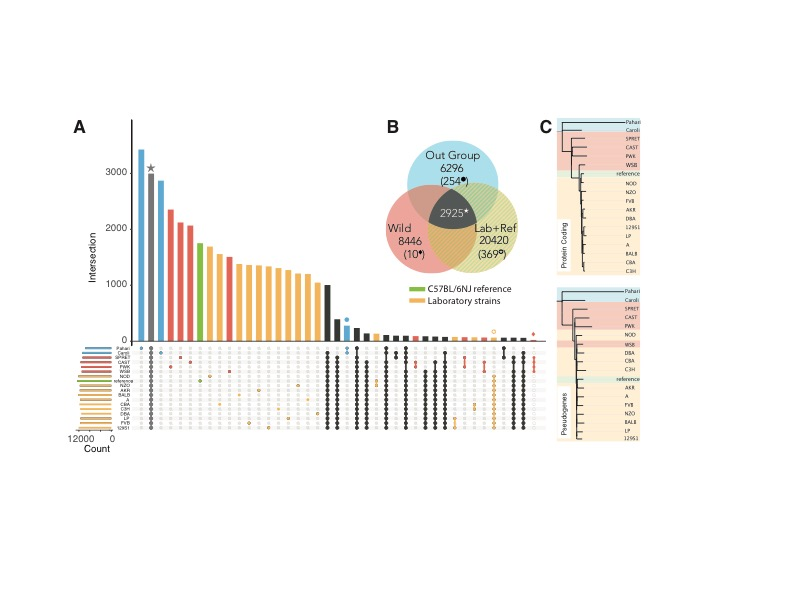 A
3000
2000
1000
0
Intersection
Pahari
Caroli
SPRET
CAST
PWK
WSB
NOD
reference
NZO
AKR
BALB
A
CBA
C3H
DBA
LP
FVB
129S1
12000 0
Count
B
Out Group
6296
(254)
2925
Wild
8446
(10)
Lab+Ref
20420
(369)
C57BL/6NJ reference
Laboratory strains
C
Protein Coding
Pahari
Caroli
SPRET
CAST
PWK
WSB
reference
NOD
NZO
FVB
AKR
DBA
129S1
LP
A
BALB
CBA
C3H
Pseudogenes
Pahari
Caroli
SPRET
CAST
PWK
NOD
WSB
DBA
CBA
C3H
reference
AKR
A
FVB
NZO
BALB
LP
129S1